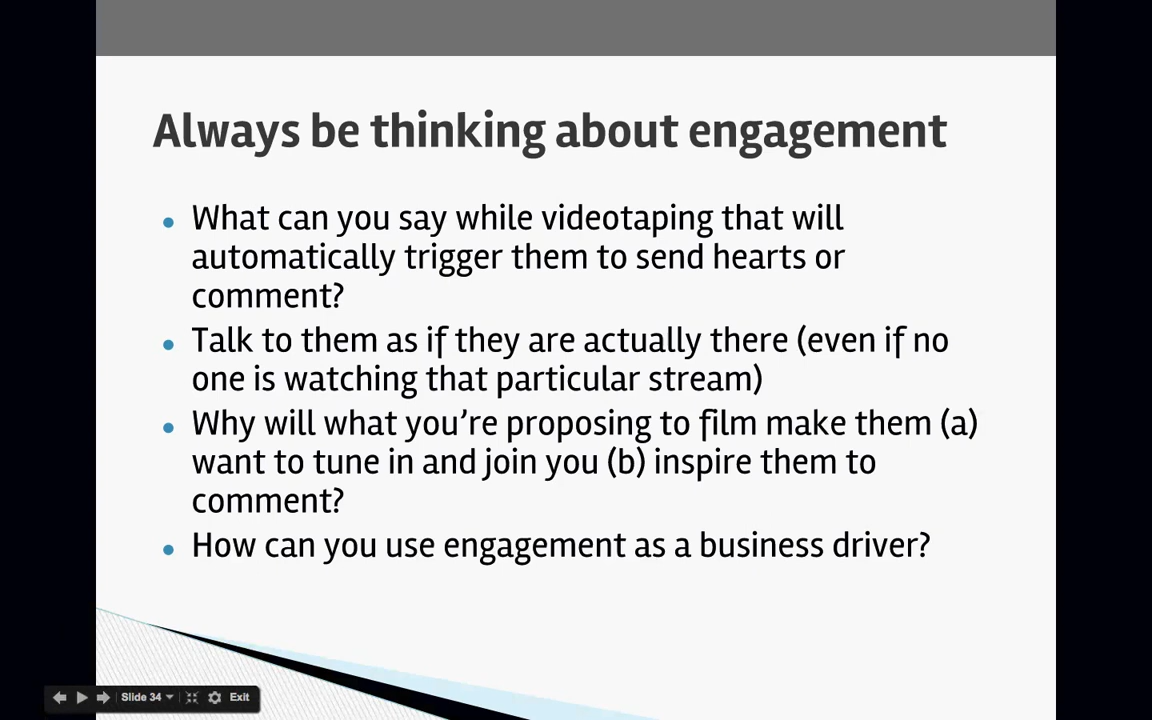 Always be thinking about engagement
What can you say while videotaping that will
automatically trigger them to send hearts or
comment?
Talk to them as if they are actually there (even if no
one is watching that particular stream)
Why will what you’re proposing to film make them (a)
want to tune in and join you (b) inspire them to
comment?
How can you use engagement as a business driver?
Slide 34
Exit